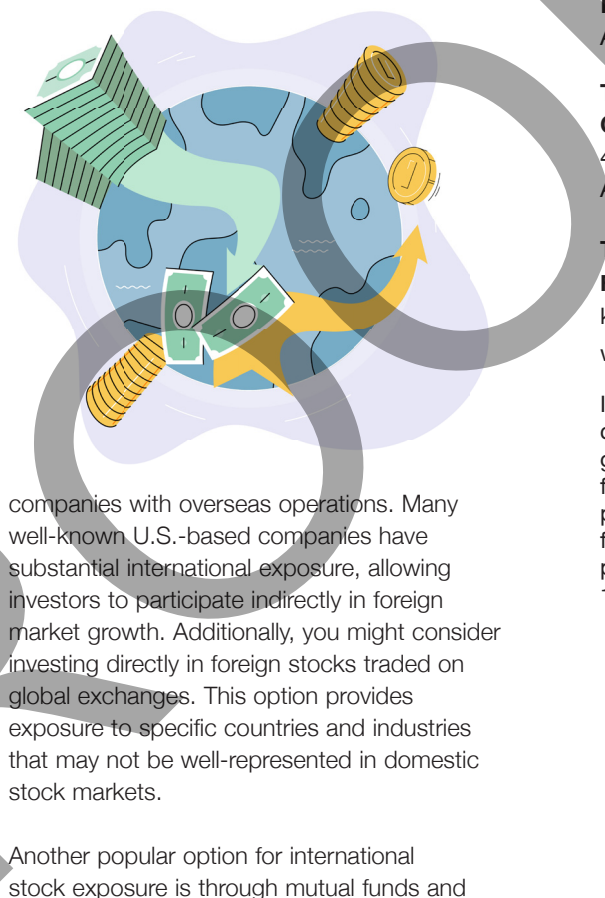 companies with overseas operations. Many
well-known U.S.-based companies have
substantial international exposure, allowing
investors to participate indirectly in foreign
market growth. Additionally, you might consider
investing directly in foreign stocks traded on
global exchanges. This option provides
exposure to specific countries and industries
that may not be well-represented in domestic
stock markets.
Another popular option for international
stock exposure is through mutual funds and